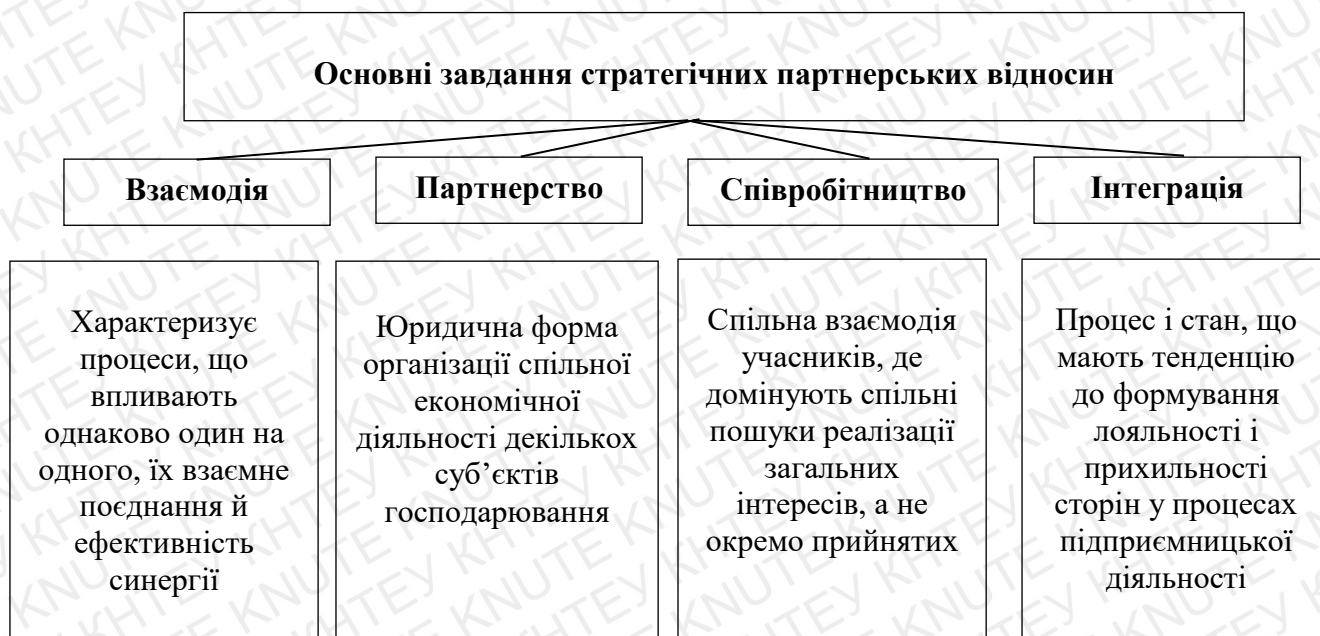 Основні завдання стратегічних партнерських відносин
Взаємодія
Партнерство
Співробітництво
Інтеграція
Характеризує
процеси, що
впливають
однаково один на
одного, їх взаємне
поєднання й
ефективність
синергії
Юридична форма
організації спільної
економічної
діяльності декількох
суб’єктів
господарювання
Спільна взаємодія
учасників, де
домінують спільні
пошуки реалізації
загальних
інтересів, а не
окремо прийнятих
Процес і стан, що
мають тенденцію
до формування
лояльності і
прихильності
сторін у процесах
підприємницької
діяльності